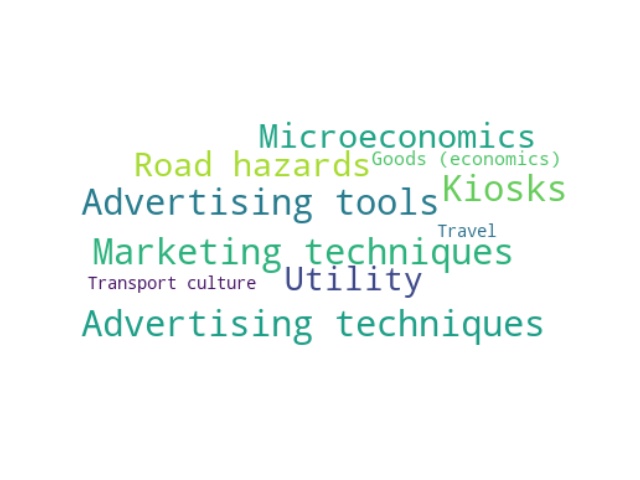 Microeconomics
Road hazards
Goods (economics)
Kiosks
Advertising tools
Travel
Marketing techniques
Transport culture
Utility
Advertising techniques